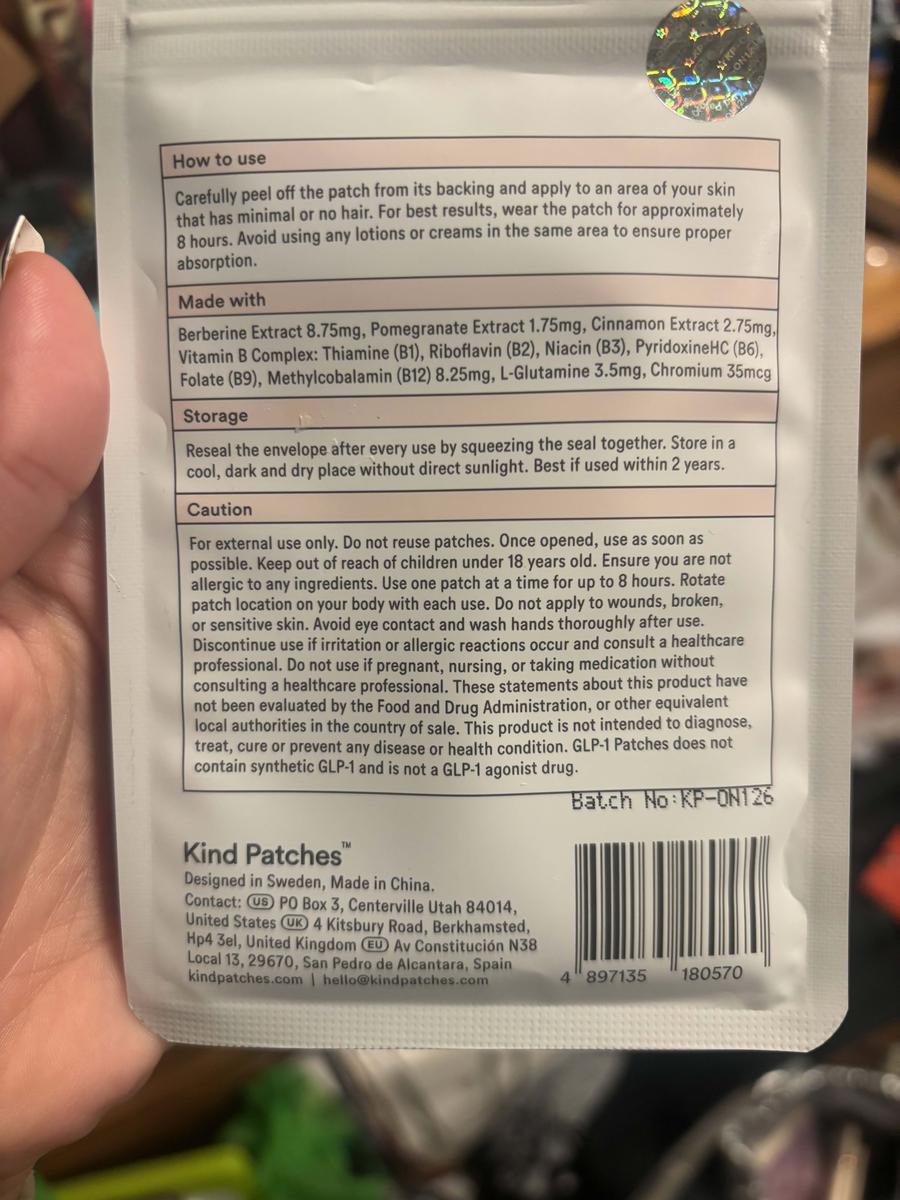 How to use
Carefully peel off the patch from its backing and apply to an area of your skin
that has minimal or no hair. For best results, wear the patch for approximately
8 hours. Avoid using any lotions or creams in the same area to ensure proper
absorption.
Made with
Berberine Extract 8.75mg, Pomegranate Extract 1.75mg, Cinnamon Extract 2.75mg,
Vitamin B Complex: Thiamine (B1), Riboflavin (B2), Niacin (B3), PyridoxineHC (B6),
Folate (B9), Methylcobalamin (B12) 8.25mg, L-Glutamine 3.5mg, Chromium 35mcg
Storage
Reseal the envelope after every use by squeezing the seal together. Store in a
cool, dark and dry place without direct sunlight. Best if used within 2 years.
Caution
For external use only. Do not reuse patches. Once opened, use as soon as
possible. Keep out of reach of children under 18 years old. Ensure you are not
allergic to any ingredients. Use one patch at a time for up to 8 hours. Rotate
patch location on your body with each use. Do not apply to wounds, broken,
or sensitive skin. Avoid eye contact and wash hands thoroughly after use.
Discontinue use if irritation or allergic reactions occur and consult a healthcare
professional. Do not use if pregnant, nursing, or taking medication without
consulting a healthcare professional. These statements about this product have
not been evaluated by the Food and Drug Administration, or other equivalent
local authorities in the country of sale. This product is not intended to diagnose,
treat, cure or prevent any disease or health condition. GLP-1 Patches does not
contain synthetic GLP-1 and is not a GLP-1 agonist drug.
Batch No:KP-ON126
Kind Patches™
Designed in Sweden, Made in China.
Contact: US PO Box 3, Centerville Utah 84014,
United States UK 4 Kitsbury Road, Berkhamsted,
Hp4 3el, United Kingdom EU Av Constitución N38
Local 13, 29670, San Pedro de Alcantara, Spain
kindpatches.com | hello@kindpatches.com
4 897135 180570